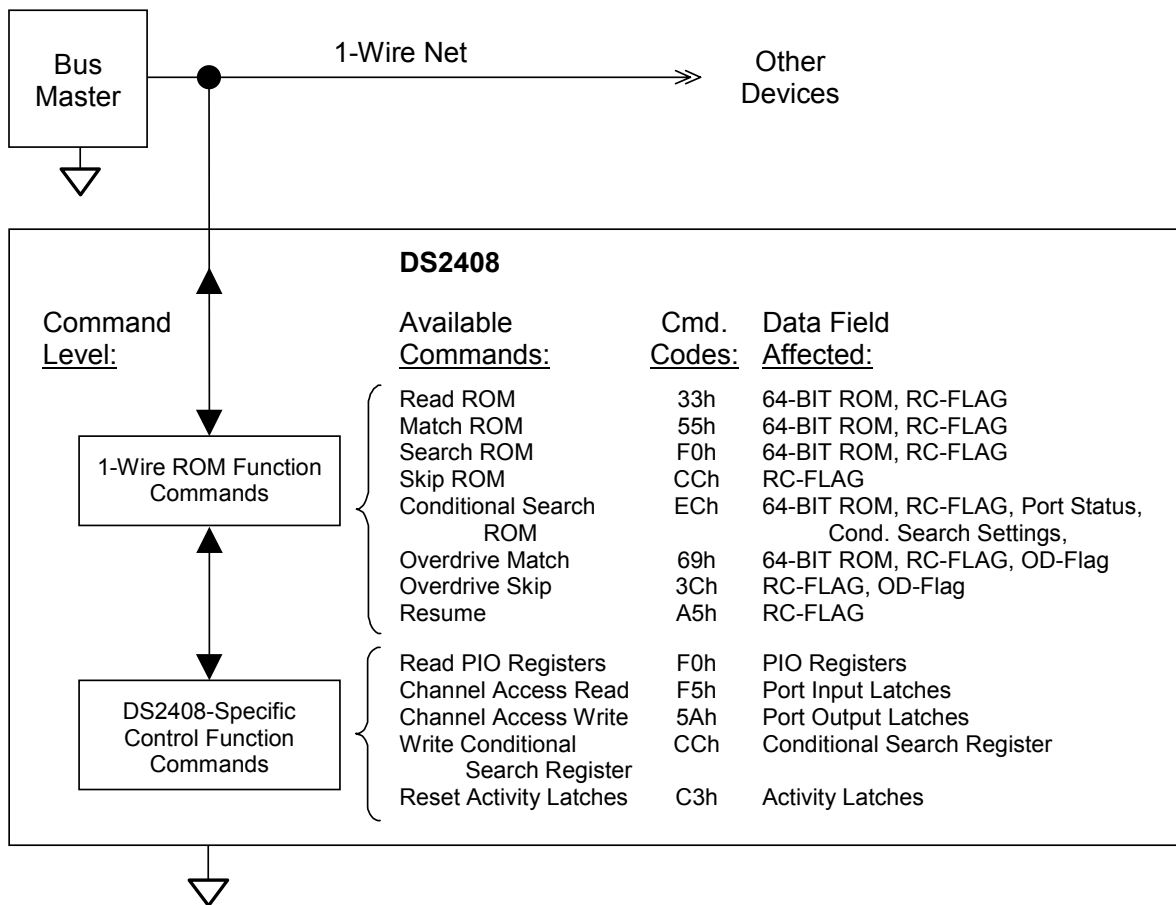 Bus
Master
1-Wire Net
Other
Devices
DS2408
Command
Level:
Available
Commands:
Cmd.
Codes:
Data Field
Affected:
1-Wire ROM Function
Commands
Read ROM 33h 64-BIT ROM, RC-FLAG
Match ROM 55h 64-BIT ROM, RC-FLAG
Search ROM F0h 64-BIT ROM, RC-FLAG
Skip ROM CCh RC-FLAG
Conditional Search ECh 64-BIT ROM, RC-FLAG, Port Status,
ROM Cond. Search Settings,
Overdrive Match 69h 64-BIT ROM, RC-FLAG, OD-Flag
Overdrive Skip 3Ch RC-FLAG, OD-Flag
Resume A5h RC-FLAG
DS2408-Specific
Control Function
Commands
Read PIO Registers F0h PIO Registers
Channel Access Read F5h Port Input Latches
Channel Access Write 5Ah Port Output Latches
Write Conditional CCh Conditional Search Register
Search Register
Reset Activity Latches C3h Activity Latches